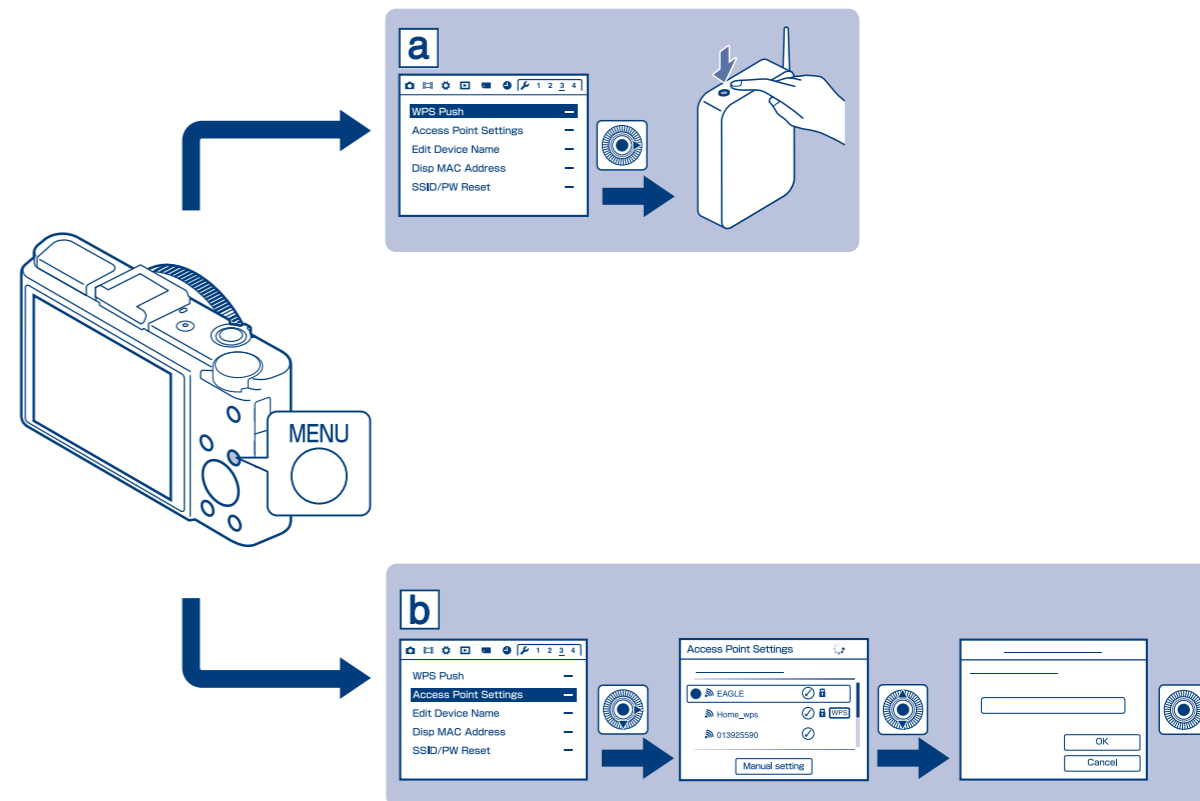 a
1 2 3 4
WPS Push –
Access Point Settings –
Edit Device Name –
Disp MAC Address –
SSID/PW Reset –
MENU
b
1 2 3 4
WPS Push –
Access Point Settings –
Edit Device Name –
Disp MAC Address –
SSID/PW Reset –
Access Point Settings
EAGLE
Home_wps WPS
013925590
Manual setting
OK
Cancel